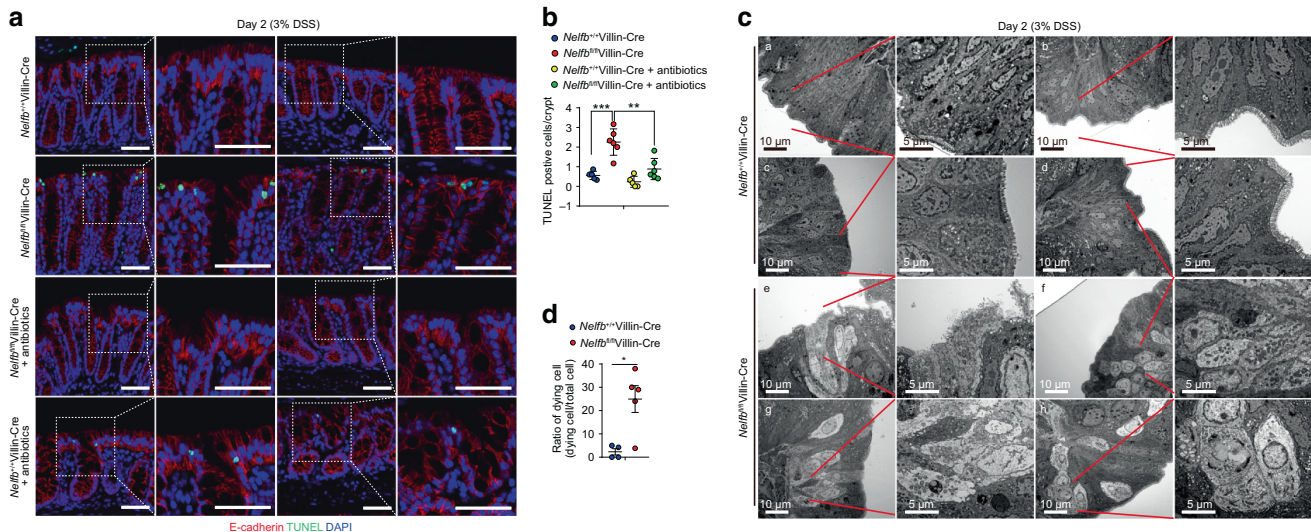 a
Day 2 (3% DSS)
Nelfb+/+Villin-Cre
Nelfbfl/flVillin-Cre
Nelfbfl/flVillin-Cre
+ antibiotics
Nelfb+/+Villin-Cre
+ antibiotics
E-cadherin TUNEL DAPI
b
Nelfb+/+Villin-Cre
Nelfbfl/flVillin-Cre
Nelfb+/+Villin-Cre + antibiotics
Nelfbfl/flVillin-Cre + antibiotics
TUNEL postive cells/crypt
4
3
2
1
0
–1
***
**
d
Nelfb+/+Villin-Cre
Nelfbfl/flVillin-Cre
Ratio of dying cell
(dying cell/total cell)
40
30
20
10
0
*
c
Day 2 (3% DSS)
Nelfb+/+Villin-Cre
Nelfbfl/flVillin-Cre
a
10 µm
5 µm
b
10 µm
5 µm
c
10 µm
5 µm
d
10 µm
5 µm
e
10 µm
5 µm
f
10 µm
5 µm
g
10 µm
5 µm
h
10 µm
5 µm